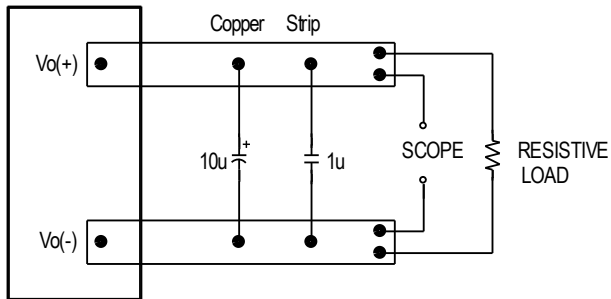 Copper Strip
Vo(+)
10u
+
1u
SCOPE
RESISTIVE
LOAD
Vo(-)